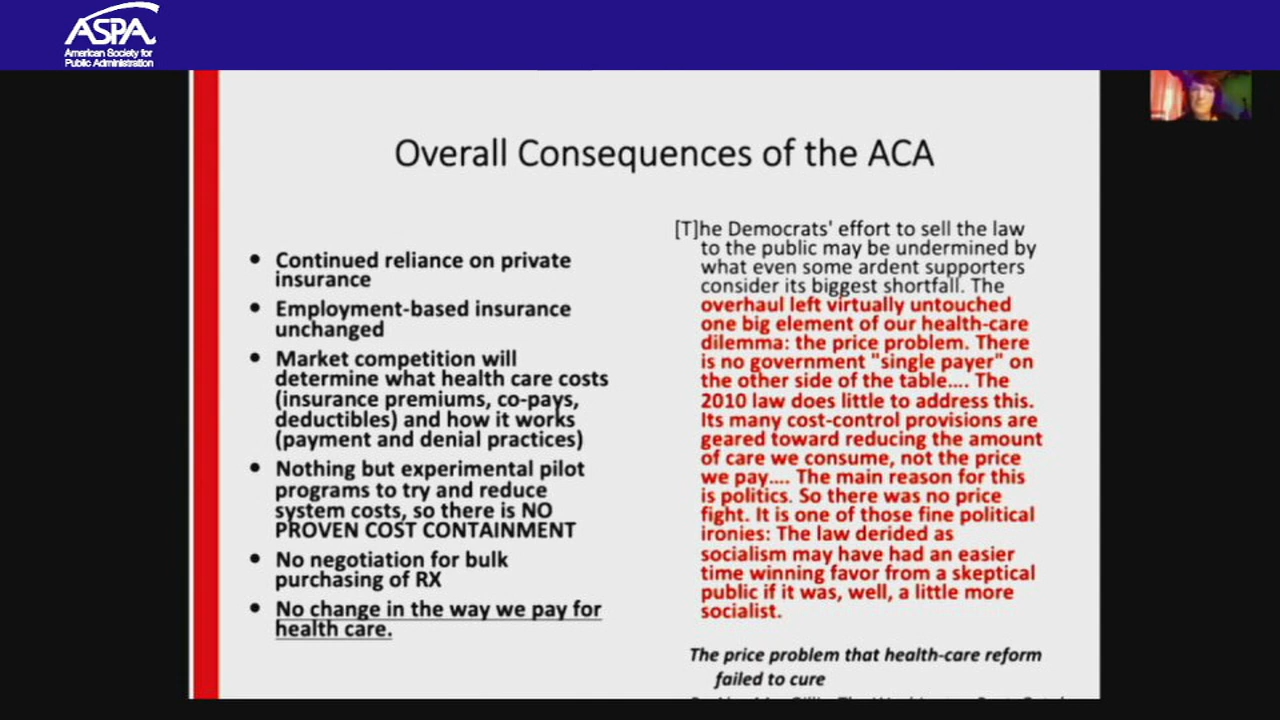 ASPA
American Society for
Public Administration
Overall Consequences of the ACA
• Continued reliance on private
insurance
• Employment-based insurance
unchanged
• Market competition will
determine what health care costs
(insurance premiums, co-pays,
deductibles) and how it works
(payment and denial practices)
• Nothing but experimental pilot
programs to try and reduce
system costs, so there is NO
PROVEN COST CONTAINMENT
• No negotiation for bulk
purchasing of RX
• No change in the way we pay for
health care.
[T]he Democrats' effort to sell the law
to the public may be undermined by
what even some ardent supporters
consider its biggest shortfall. The
overhaul left virtually untouched
one big element of our health-care
dilemma: the price problem. There
is no government "single payer" on
the other side of the table.... The
2010 law does little to address this.
Its many cost-control provisions are
geared toward reducing the amount
of care we consume, not the price
we pay.... The main reason for this
is politics. So there was no price
fight. It is one of those fine political
ironies: The law derided as
socialism may have had an easier
time winning favor from a skeptical
public if it was, well, a little more
socialist.
The price problem that health-care reform
failed to cure